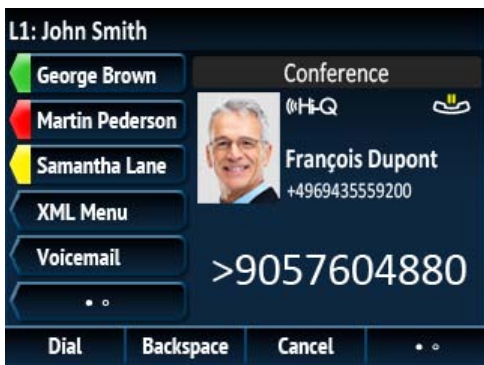 L1: John Smith
George Brown
Martin Pederson
Samantha Lane
XML Menu
Voicemail
Conference
Hi-Q
François Dupont
+4969435559200
>9057604880
Dial Backspace Cancel